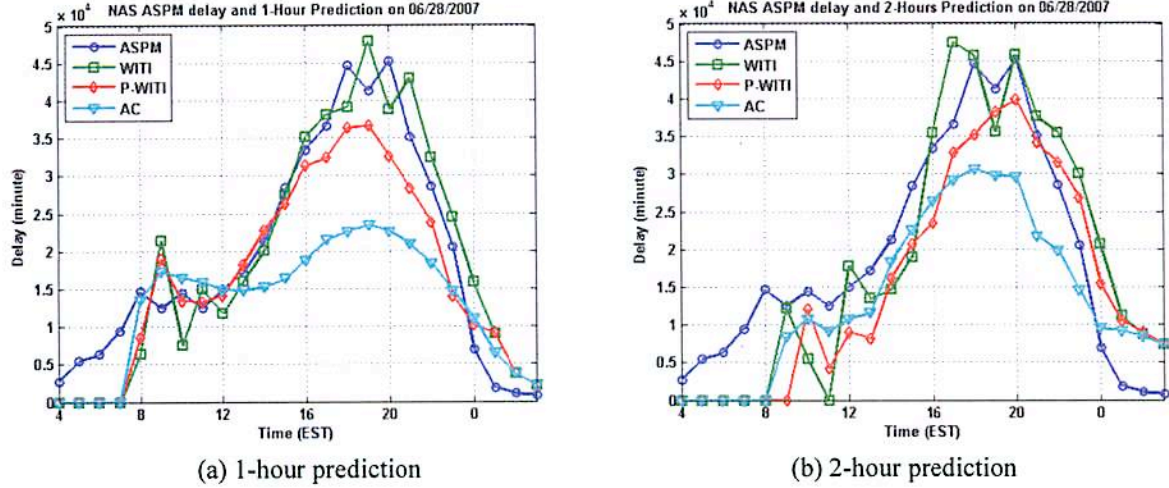 NAS ASPM delay and 1-Hour Prediction on 06/28/2007
× 10⁴
5
4.5
4
3.5
3
2.5
2
1.5
1
0.5
0
Delay (minute)
ASPM
WITI
P-WITI
AC
4 8 12 16 20 0
Time (EST)
(a) 1-hour prediction
NAS ASPM delay and 2-Hours Prediction on 06/28/2007
× 10⁴
5
4.5
4
3.5
3
2.5
2
1.5
1
0.5
0
Delay (minute)
ASPM
WITI
P-WITI
AC
4 8 12 16 20 0
Time (EST)
(b) 2-hour prediction